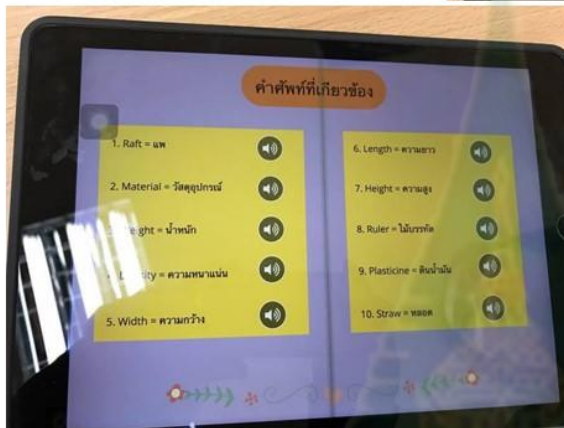 คำศัพท์ที่เกี่ยวข้อง
1. Raft = แพ
2. Material = วัสดุอุปกรณ์
= น้ำหนัก
= ความหนาแน่น
5. Width = ความกว้าง
6. Length = ความยาว
7. Height = ความสูง
8. Ruler = ไม้บรรทัด
9. Plasticine = ดินน้ำมัน
10. Straw = หลอด